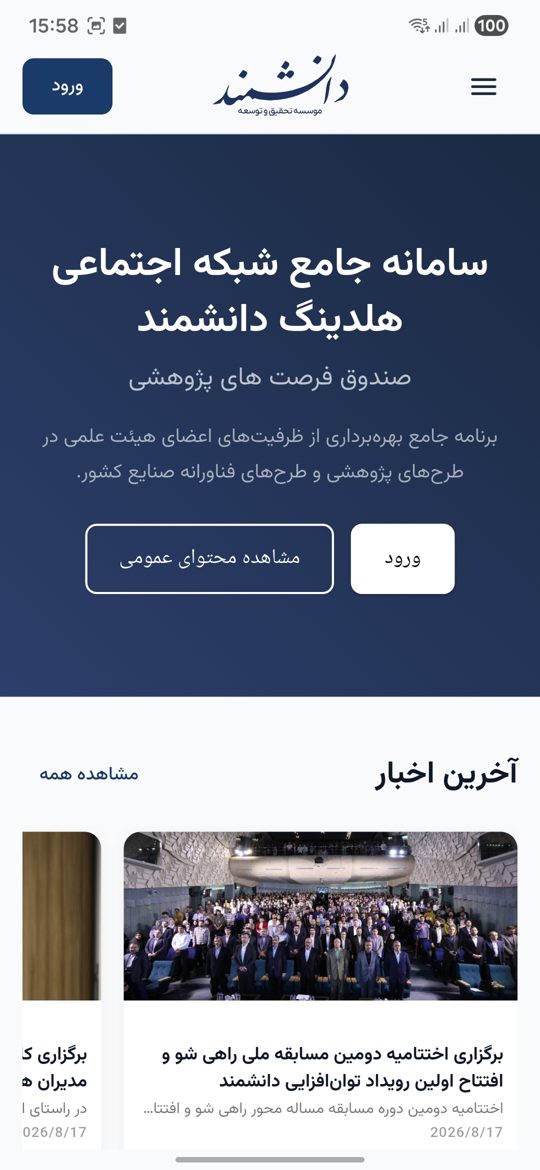 15:58
100
دانشمند
موسسه تحقیق و توسعه
ورود
سامانه جامع شبکه اجتماعی
هلدینگ دانشمند
صندوق فرصت های پژوهشی
برنامه جامع بهره‌برداری از ظرفیت‌های اعضای هیئت علمی در
طرح‌های پژوهشی و طرح‌های فناورانه صنایع کشور.
ورود
مشاهده محتوای عمومی
آخرین اخبار
مشاهده همه
برگزاری اختتامیه دومین مسابقه ملی راهی شو و
افتتاح اولین رویداد توان‌افزایی دانشمند
اختتامیه دومین دوره مسابقه مساله محور راهی شو و افتتا...
2026/8/17
برگزاری کا
مدیران ه
در راستای ا
026/8/17